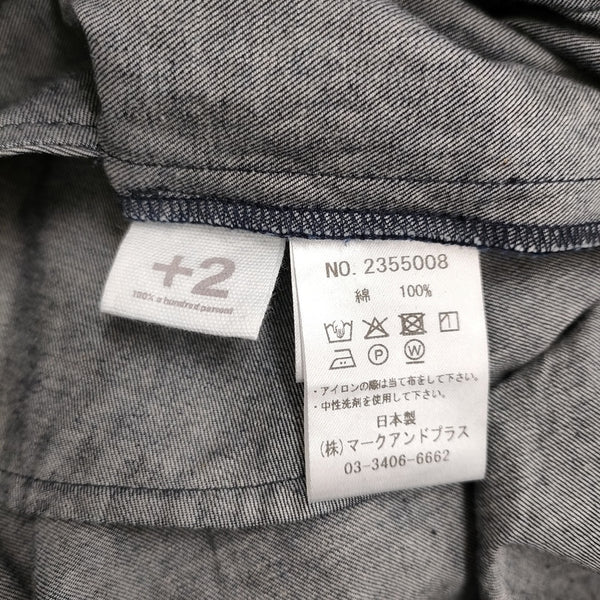 +2
100% a hundred percent
NO. 2355008
綿 100%
P W
・アイロンの際は当て布をして下さい。
・中性洗剤を使用して下さい。
日本製
(株)マークアンドプラス
03-3406-6662